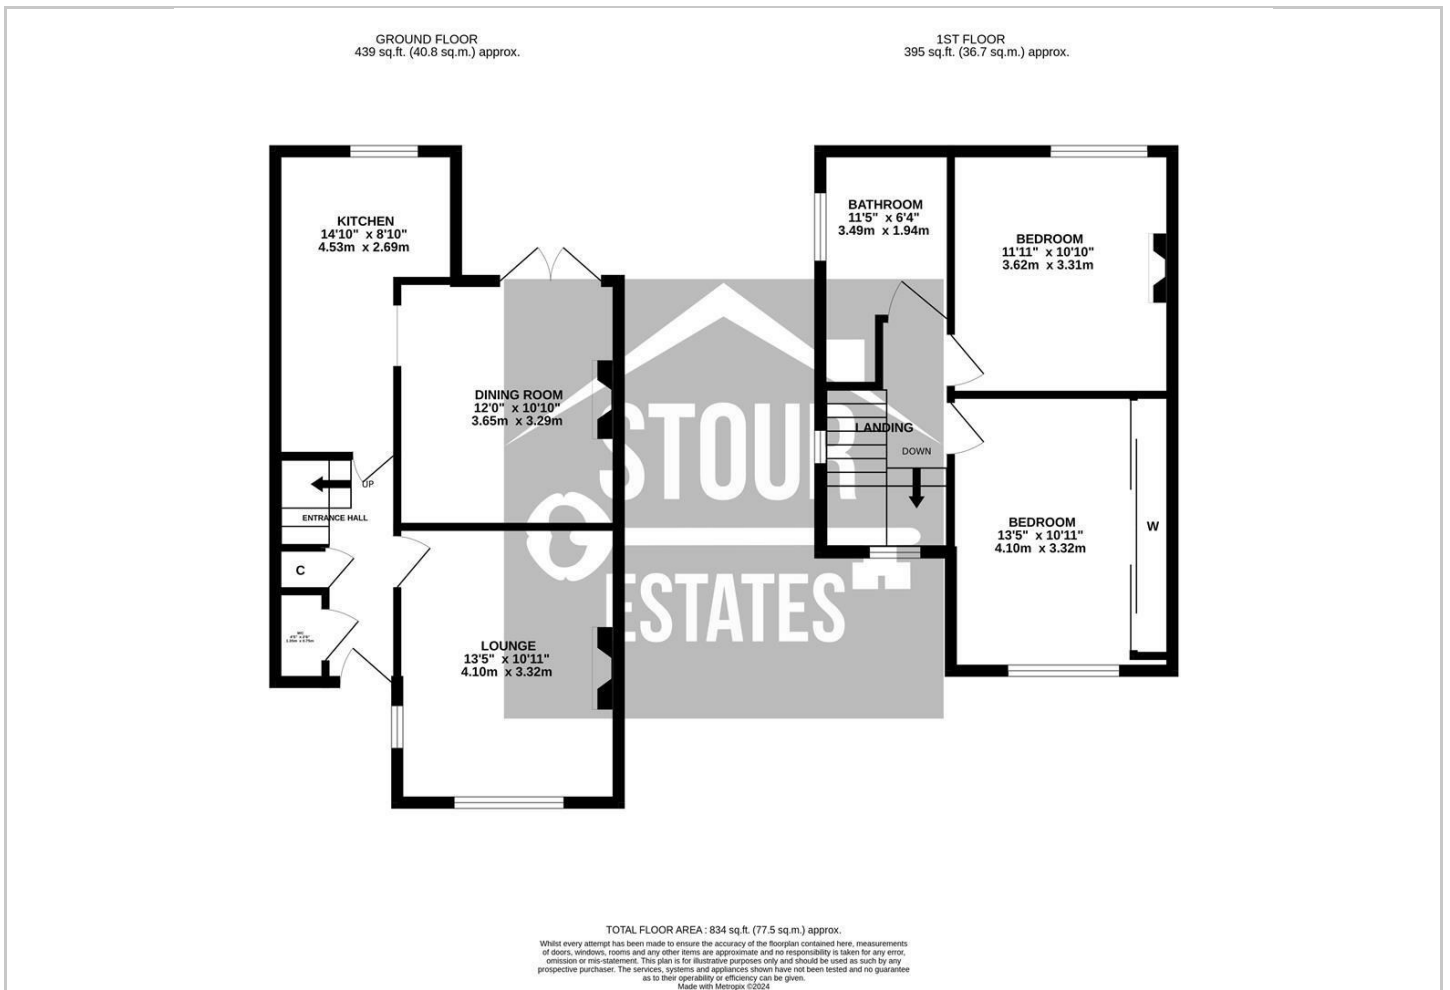 GROUND FLOOR
439 sq.ft. (40.8 sq.m.) approx.
1ST FLOOR
395 sq.ft. (36.7 sq.m.) approx.
KITCHEN
14'10" x 8'10"
4.53m x 2.69m
DINING ROOM
12'0" x 10'10"
3.65m x 3.29m
UP
ENTRANCE HALL
C
WC
LOUNGE
13'5" x 10'11"
4.10m x 3.32m
BATHROOM
11'5" x 6'4"
3.49m x 1.94m
BEDROOM
11'11" x 10'10"
3.62m x 3.31m
LANDING
DOWN
BEDROOM
13'5" x 10'11"
4.10m x 3.32m
W
STOUR
ESTATES
TOTAL FLOOR AREA : 834 sq.ft. (77.5 sq.m.) approx.
Whilst every attempt has been made to ensure the accuracy of the floorplan contained here, measurements
of doors, windows, rooms and any other items are approximate and no responsibility is taken for any error,
omission or mis-statement. This plan is for illustrative purposes only and should be used as such by any
prospective purchaser. The services, systems and appliances shown have not been tested and no guarantee
as to their operability or efficiency can be given.
Made with Metropix ©2024